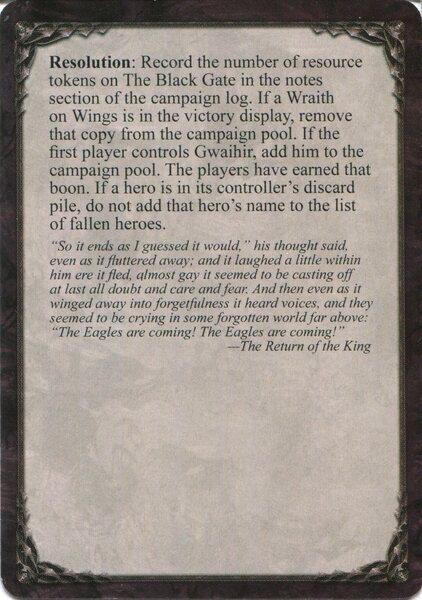 Resolution: Record the number of resource
tokens on The Black Gate in the notes
section of the campaign log. If a Wraith
on Wings is in the victory display, remove
that copy from the campaign pool. If the
first player controls Gwaihir, add him to the
campaign pool. The players have earned that
boon. If a hero is in its controller's discard
pile, do not add that hero's name to the list
of fallen heroes.
“So it ends as I guessed it would,” his thought said,
even as it fluttered away; and it laughed a little within
him ere it fled, almost gay it seemed to be casting off
at last all doubt and care and fear. And then even as it
winged away into forgetfulness it heard voices, and they
seemed to be crying in some forgotten world far above:
“The Eagles are coming! The Eagles are coming!”
—The Return of the King